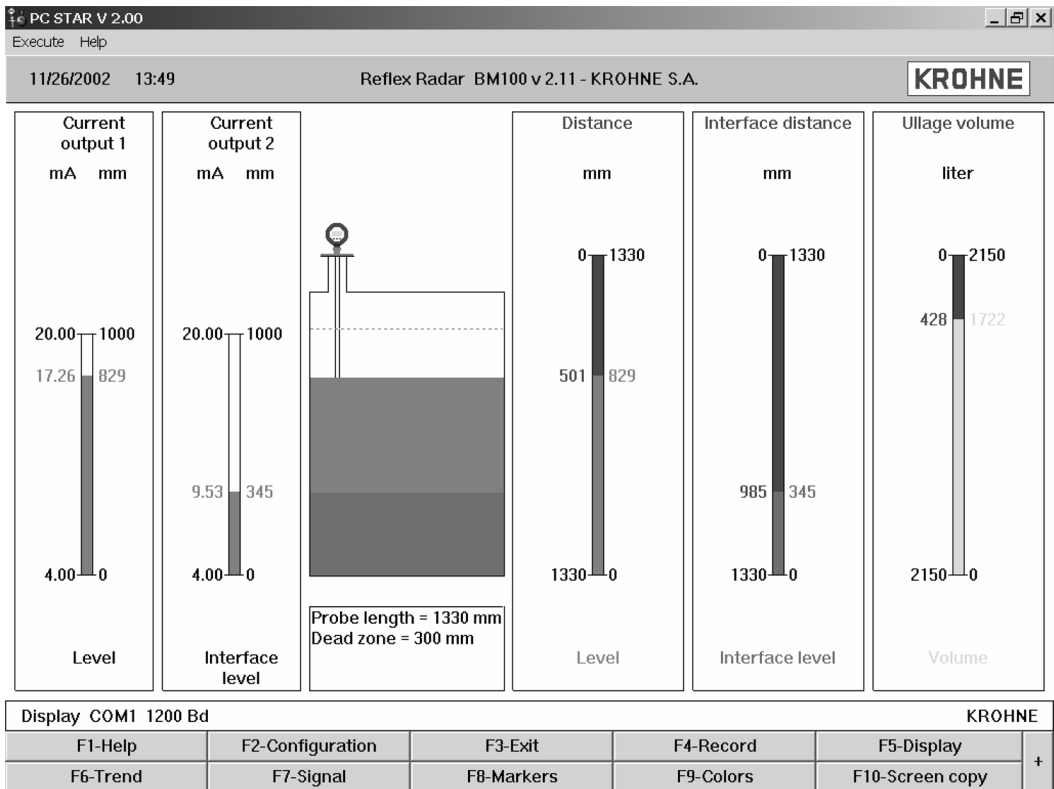 PC STAR V 2.00
Execute Help
11/26/2002 13:49 Reflex Radar BM100 v 2.11 - KROHNE S.A. KROHNE
Current
output 1
mA mm
20.00 1000
17.26 829
4.00 0
Level
Current
output 2
mA mm
20.00 1000
9.53 345
4.00 0
Interface
level
Probe length = 1330 mm
Dead zone = 300 mm
Distance
mm
0 1330
501 829
1330 0
Level
Interface distance
mm
0 1330
985 345
1330 0
Interface level
Ullage volume
liter
0 2150
428 1722
2150 0
Volume
Display COM1 1200 Bd KROHNE
F1-Help F2-Configuration F3-Exit F4-Record F5-Display +
F6-Trend F7-Signal F8-Markers F9-Colors F10-Screen copy